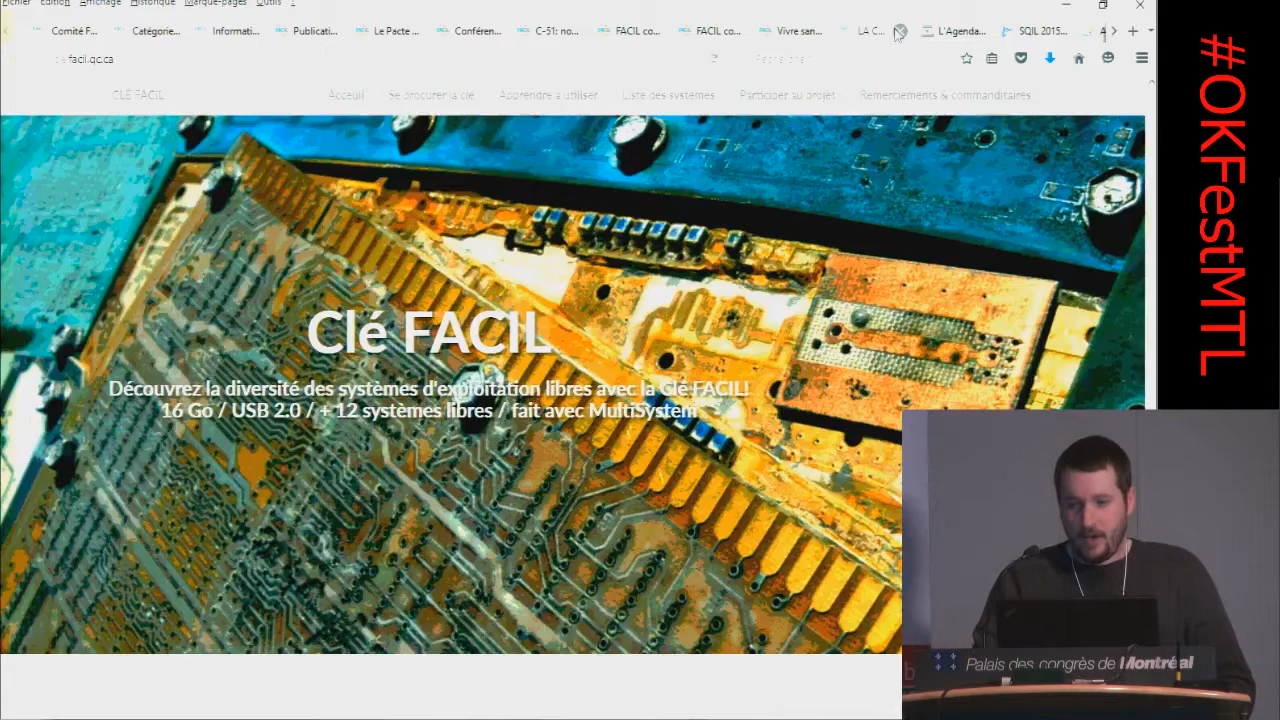 Fichier Edition Affichage Historique Marque-pages Outils
Comité F... Catégorie... Informati... Publicati... Le Pacte ... Conféren... C-51: no... FACIL co... FACIL co... Vivre san... LA C... L'Agenda... SQIL 2015... A
facil.qc.ca Rechercher
CLÉ FACIL Acceuil Se procurer la clé Apprendre à utiliser Liste des systèmes Participer au projet Remerciements & commanditaires
Clé FACIL
Découvrez la diversité des systèmes d'exploitation libres avec la Clé FACIL!
16 Go / USB 2.0 / + 12 systèmes libres / fait avec MultiSystem
#OKFestMTL
Palais des congrès de Montréal